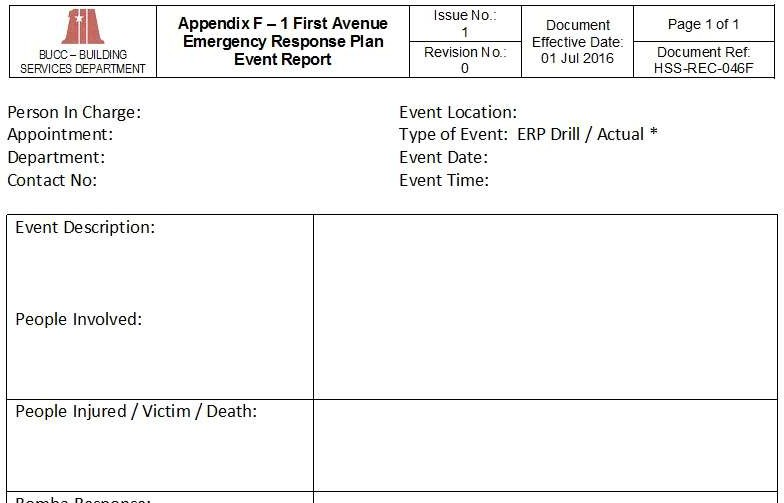 BUCC – BUILDING
SERVICES DEPARTMENT
Appendix F – 1 First Avenue
Emergency Response Plan
Event Report
Issue No.:
1
Revision No.:
0
Document
Effective Date:
01 Jul 2016
Page 1 of 1
Document Ref:
HSS-REC-046F
Person In Charge:
Appointment:
Department:
Contact No:
Event Location:
Type of Event: ERP Drill / Actual *
Event Date:
Event Time:
Event Description:
People Involved:
People Injured / Victim / Death:
Bomba Response: